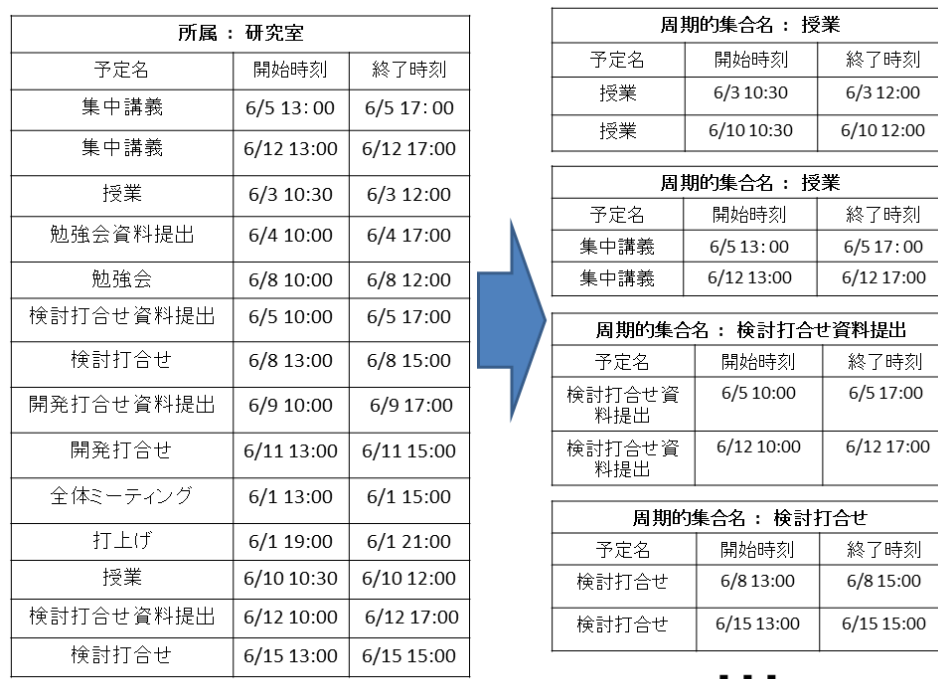 所属 : 研究室
予定名 開始時刻 終了時刻
集中講義 6/5 13:00 6/5 17:00
集中講義 6/12 13:00 6/12 17:00
授業 6/3 10:30 6/3 12:00
勉強会資料提出 6/4 10:00 6/4 17:00
勉強会 6/8 10:00 6/8 12:00
検討打合せ資料提出 6/5 10:00 6/5 17:00
検討打合せ 6/8 13:00 6/8 15:00
開発打合せ資料提出 6/9 10:00 6/9 17:00
開発打合せ 6/11 13:00 6/11 15:00
全体ミーティング 6/1 13:00 6/1 15:00
打上げ 6/1 19:00 6/1 21:00
授業 6/10 10:30 6/10 12:00
検討打合せ資料提出 6/12 10:00 6/12 17:00
検討打合せ 6/15 13:00 6/15 15:00
周期的集合名 : 授業
予定名 開始時刻 終了時刻
授業 6/3 10:30 6/3 12:00
授業 6/10 10:30 6/10 12:00
周期的集合名 : 授業
予定名 開始時刻 終了時刻
集中講義 6/5 13:00 6/5 17:00
集中講義 6/12 13:00 6/12 17:00
周期的集合名 : 検討打合せ資料提出
予定名 開始時刻 終了時刻
検討打合せ資 6/5 10:00 6/5 17:00
料提出
検討打合せ資 6/12 10:00 6/12 17:00
料提出
周期的集合名 : 検討打合せ
予定名 開始時刻 終了時刻
検討打合せ 6/8 13:00 6/8 15:00
検討打合せ 6/15 13:00 6/15 15:00
...